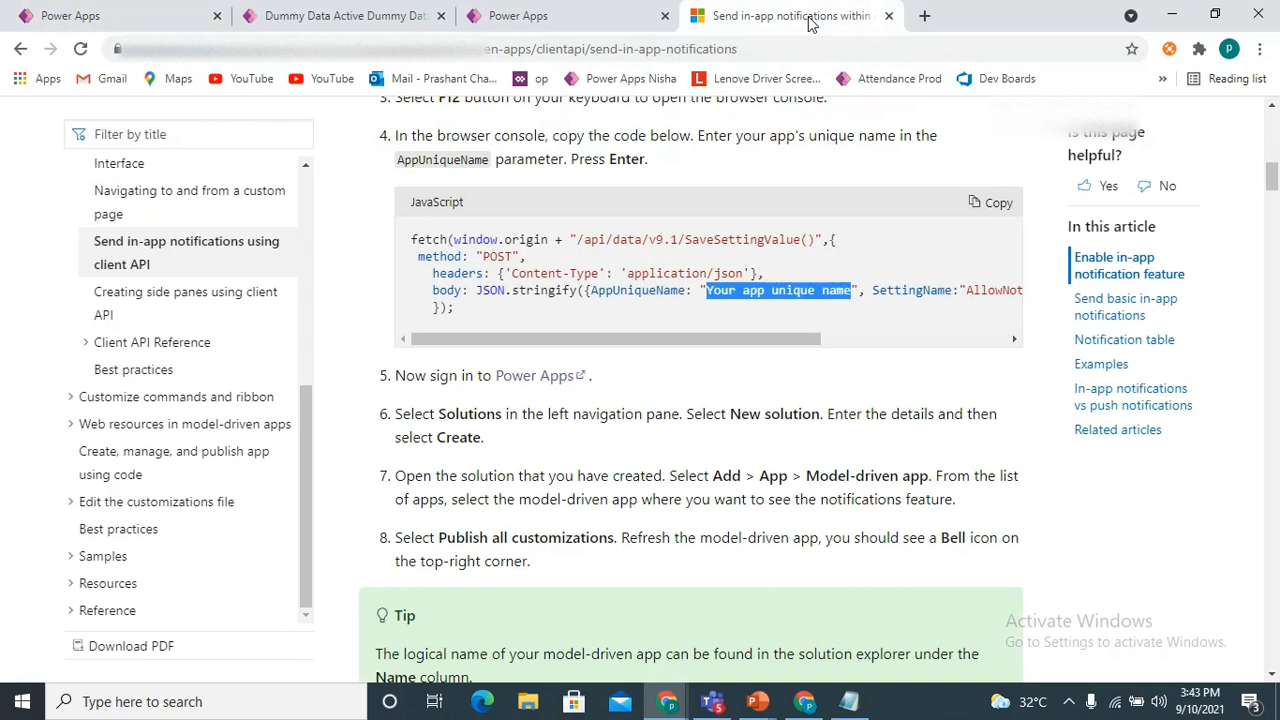 Power Apps
Dummy Data Active Dummy Da
Power Apps
Send in-app notifications within
en-apps/clientapi/send-in-app-notifications
P
Apps
Gmail
Maps
YouTube
YouTube
Mail - Prashant Cha...
op
Power Apps Nisha
Lenove Driver Scree...
Attendance Prod
Dev Boards
»
Reading list
Filter by title
Interface
Navigating to and from a custom
page
Send in-app notifications using
client API
Creating side panes using client
API
Client API Reference
Best practices
Customize commands and ribbon
Web resources in model-driven apps
Create, manage, and publish app
using code
Edit the customizations file
Best practices
Samples
Resources
Reference
Download PDF
3. Select F12 button on your keyboard to open the browser console.
4. In the browser console, copy the code below. Enter your app's unique name in the
AppUniqueName parameter. Press Enter.
JavaScript
Copy
fetch(window.origin + "/api/data/v9.1/SaveSettingValue()",{
method: "POST",
headers: {'Content-Type': 'application/json'},
body: JSON.stringify({AppUniqueName: "Your app unique name", SettingName:"AllowNot
});
5. Now sign in to Power Apps .
6. Select Solutions in the left navigation pane. Select New solution. Enter the details and then
select Create.
7. Open the solution that you have created. Select Add > App > Model-driven app. From the list
of apps, select the model-driven app where you want to see the notifications feature.
8. Select Publish all customizations. Refresh the model-driven app, you should see a Bell icon on
the top-right corner.
Tip
The logical name of your model-driven app can be found in the solution explorer under the
Name column.
Is this page
helpful?
Yes
No
In this article
Enable in-app
notification feature
Send basic in-app
notifications
Notification table
Examples
In-app notifications
vs push notifications
Related articles
Activate Windows
Go to Settings to activate Windows.
Type here to search
32°C
3:43 PM
9/10/2021
3